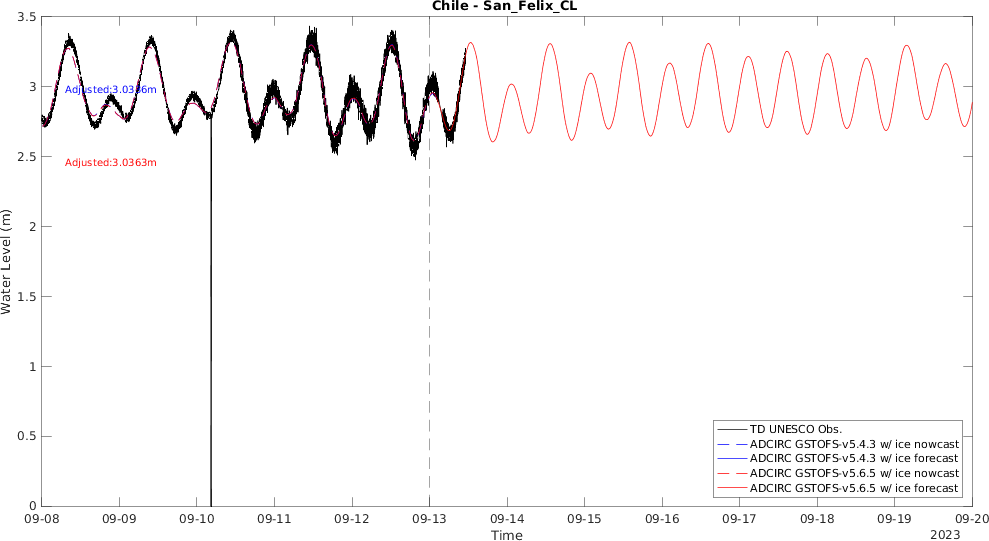 Chile - San_Felix_CL
3.5
3
2.5
2
1.5
1
0.5
0
Water Level (m)
Adjusted:3.0386m
Adjusted:3.0363m
TD UNESCO Obs.
ADCIRC GSTOFS-v5.4.3 w/ ice nowcast
ADCIRC GSTOFS-v5.4.3 w/ ice forecast
ADCIRC GSTOFS-v5.6.5 w/ ice nowcast
ADCIRC GSTOFS-v5.6.5 w/ ice forecast
09-08 09-09 09-10 09-11 09-12 09-13 09-14 09-15 09-16 09-17 09-18 09-19 09-20
Time
2023